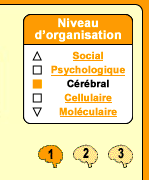 Niveau
d'organisation
Social
Psychologique
Cérébral
Cellulaire
Moléculaire
1 2 3